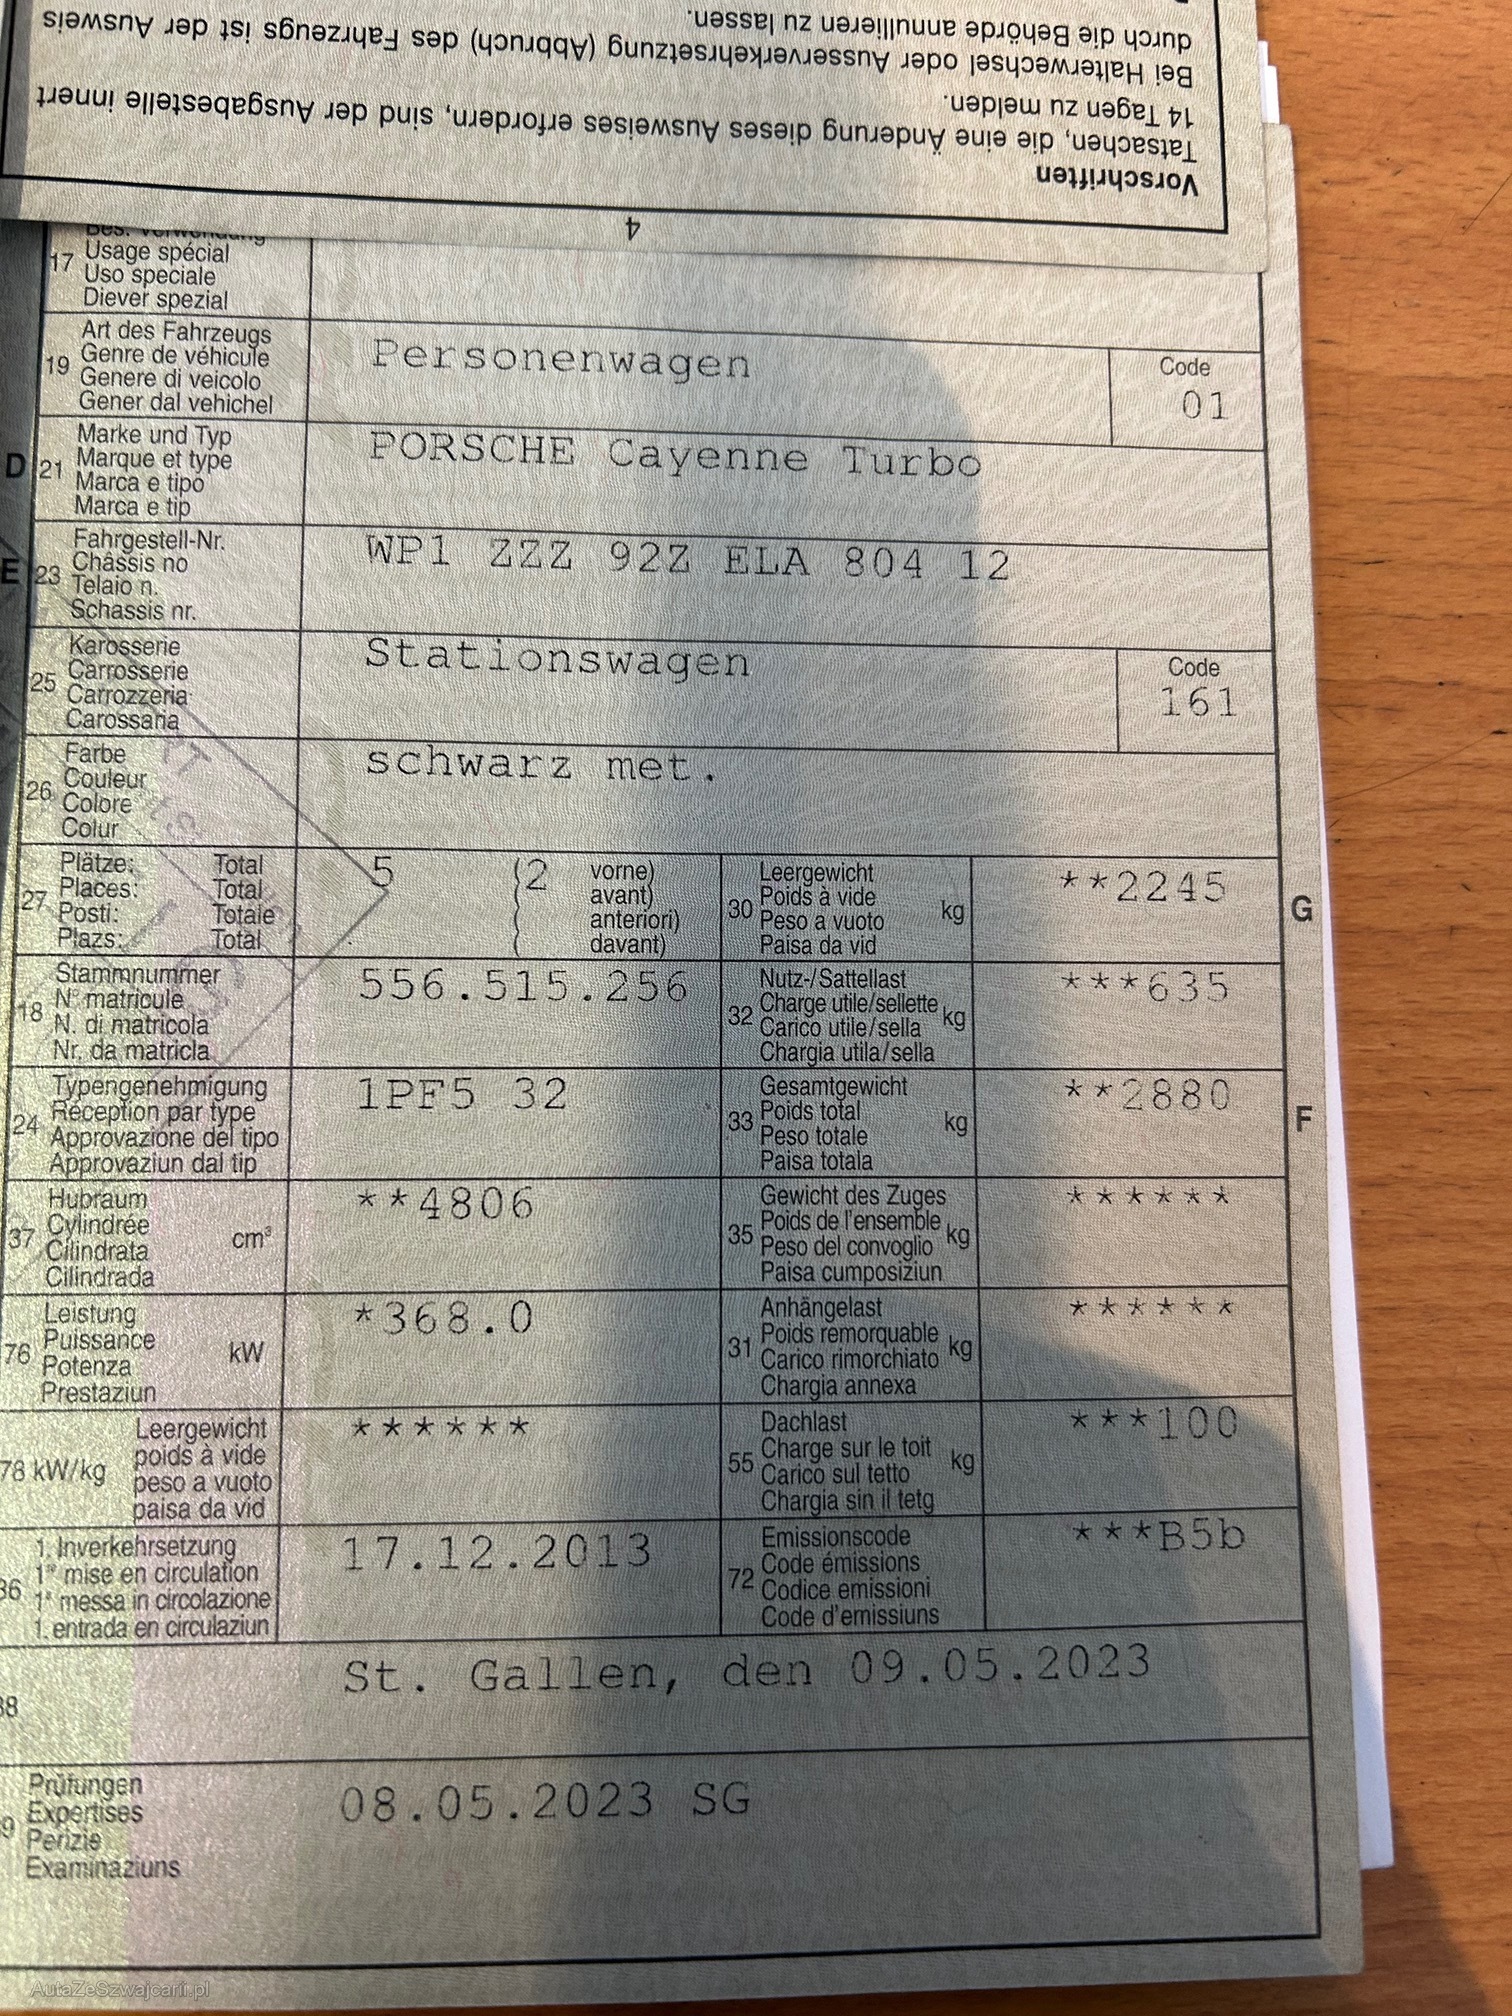 Vorschriften
Tatsachen, die eine Änderung dieses Ausweises erfordern, sind der Ausgabestelle innert
14 Tagen zu melden.
Bei Halterwechsel oder Ausserverkehrsetzung (Abbruch) des Fahrzeugs ist der Ausweis
durch die Behörde annullieren zu lassen.
4
Bes. Verwendung
17 Usage spécial
Uso speciale
Diever spezial
Art des Fahrzeugs
19 Genre de véhicule
Genere di veicolo
Gener dal vehichel
Personenwagen
Code
01
D 21 Marke und Typ
Marque et type
Marca e tipo
Marca e tip
PORSCHE Cayenne Turbo
E 23 Fahrgestell-Nr.
Châssis no
Telaio n.
Schassis nr.
WP1 ZZZ 92Z ELA 804 12
25 Karosserie
Carrosserie
Carrozzeria
Carossaria
Stationswagen
Code
161
26 Farbe
Couleur
Colore
Colur
schwarz met.
27 Plätze: Total
Places: Total
Posti: Totale
Plazs: Total
5 (2 vorne)
( avant)
( anteriori)
( davant)
30 Leergewicht
Poids à vide
Peso a vuoto
Paisa da vid
kg
**2245
G
18 Stammnummer
N° matricule
N. di matricola
Nr. da matricla
556.515.256
32 Nutz-/Sattellast
Charge utile/sellette
Carico utile/sella
Chargia utila/sella
kg
***635
24 Typengenehmigung
Réception par type
Approvazione del tipo
Approvaziun dal tip
1PF5 32
33 Gesamtgewicht
Poids total
Peso totale
Paisa totala
kg
**2880
F
37 Hubraum
Cylindrée
Cilindrata
Cilindrada
cm³
**4806
35 Gewicht des Zuges
Poids de l'ensemble
Peso del convoglio
Paisa cumposiziun
kg
******
76 Leistung
Puissance
Potenza
Prestaziun
kW
*368.0
31 Anhängelast
Poids remorquable
Carico rimorchiato
Chargia annexa
kg
******
78 kW/kg Leergewicht
poids à vide
peso a vuoto
paisa da vid
******
55 Dachlast
Charge sur le toit
Carico sul tetto
Chargia sin il tetg
kg
***100
36 1. Inverkehrsetzung
1re mise en circulation
1a messa in circolazione
1. entrada en circulaziun
17.12.2013
72 Emissionscode
Code émissions
Codice emissioni
Code d'emissiuns
***B5b
38
St. Gallen, den 09.05.2023
39 Prüfungen
Expertises
Perizie
Examinaziuns
08.05.2023 SG
AutaZeSzwajcarii.pl